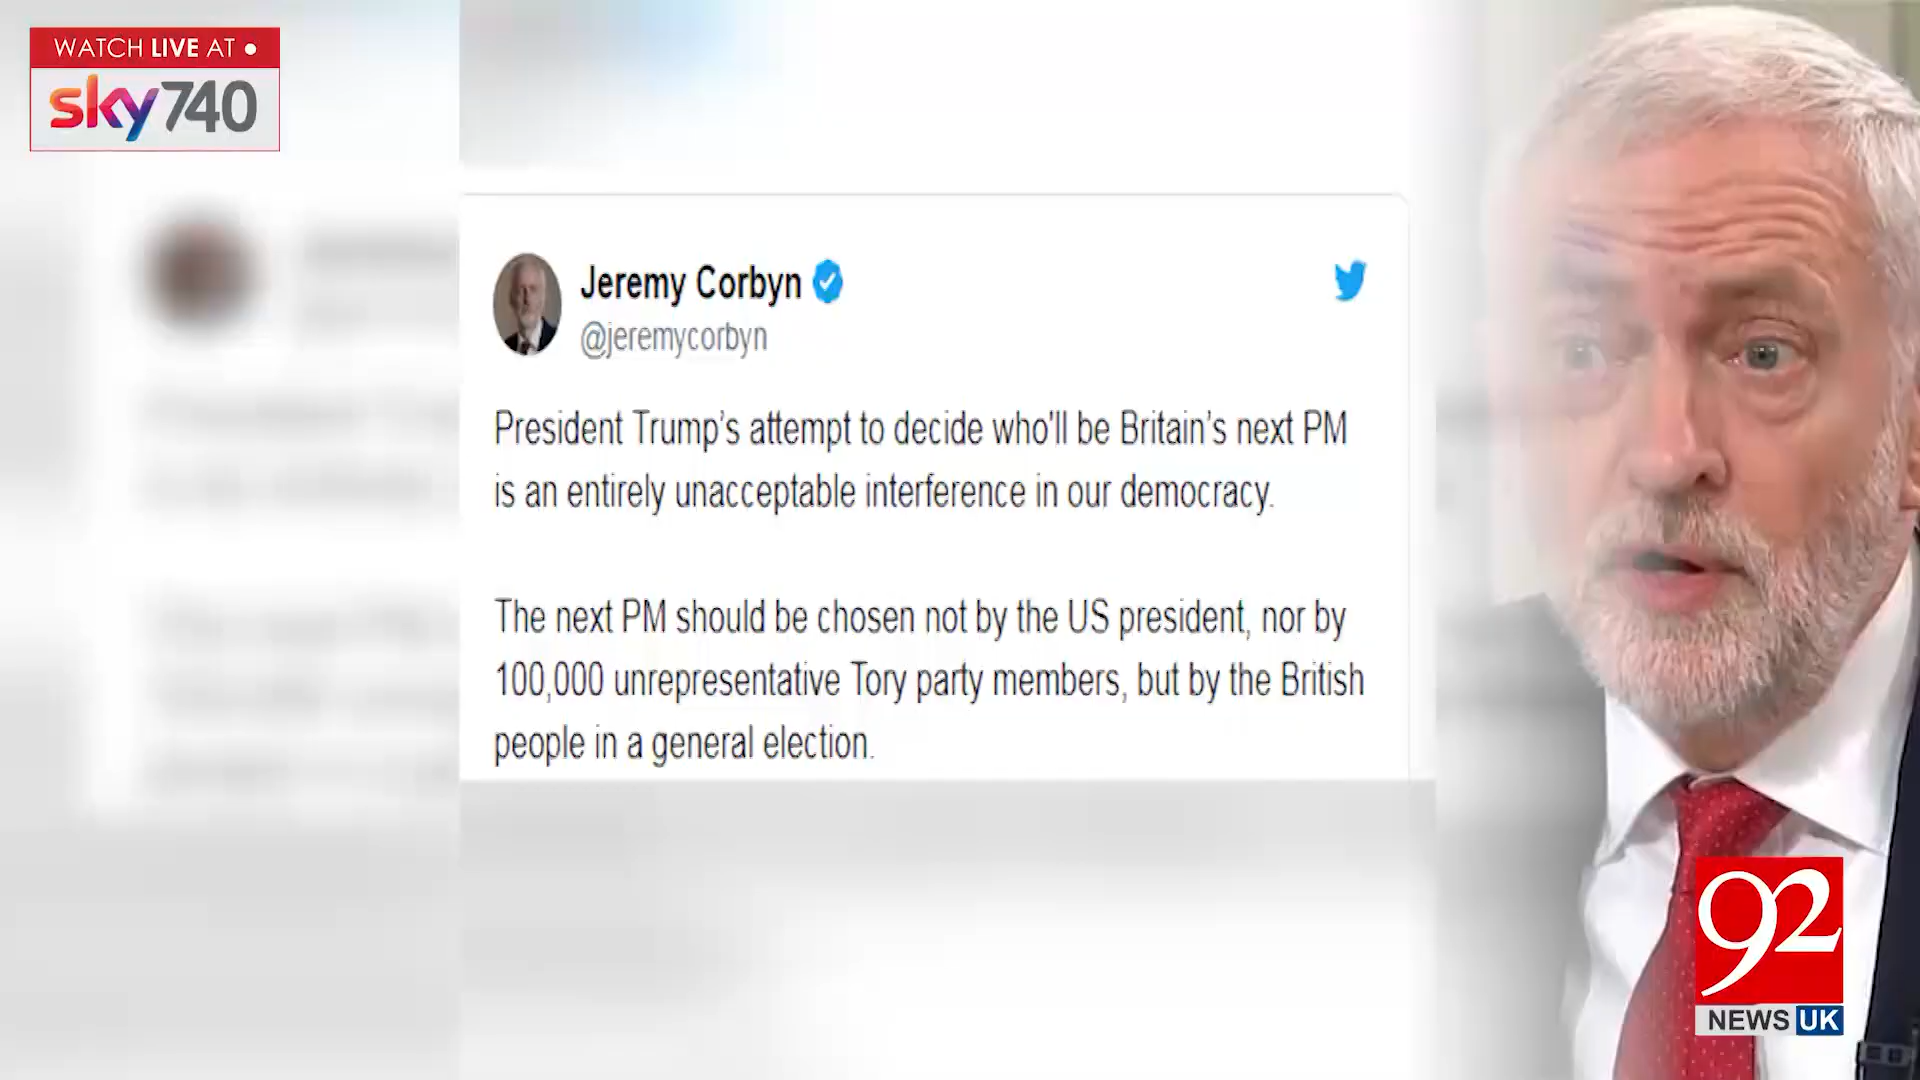 WATCH LIVE AT
sky740
Jeremy Corbyn
@jeremycorbyn
President Trump’s attempt to decide who'll be Britain’s next PM
is an entirely unacceptable interference in our democracy.
The next PM should be chosen not by the US president, nor by
100,000 unrepresentative Tory party members, but by the British
people in a general election.
92
NEWS UK